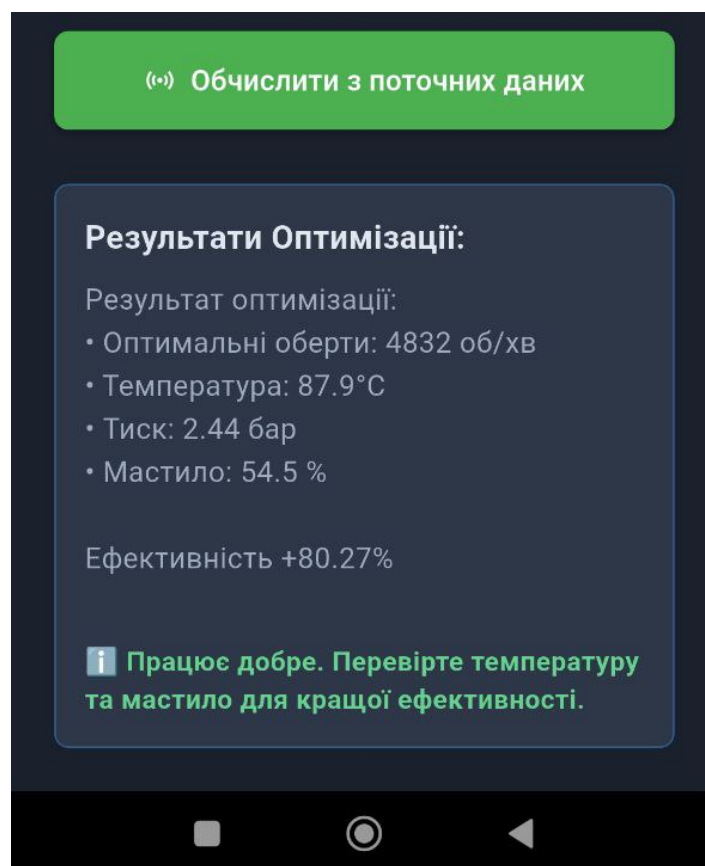 Обчислити з поточних даних
Результати Оптимізації:
Результат оптимізації:
• Оптимальні оберти: 4832 об/хв
• Температура: 87.9°C
• Тиск: 2.44 бар
• Мастило: 54.5 %
Ефективність +80.27%
ℹ️ Працює добре. Перевірте температуру
та мастило для кращої ефективності.